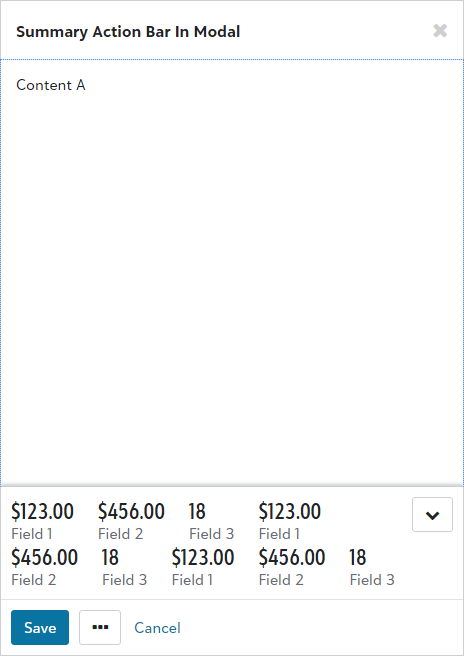 Summary Action Bar In Modal
Content A
$123.00 $456.00 18 $123.00
Field 1 Field 2 Field 3 Field 1
$456.00 18 $123.00 $456.00 18
Field 2 Field 3 Field 1 Field 2 Field 3
Save ••• Cancel